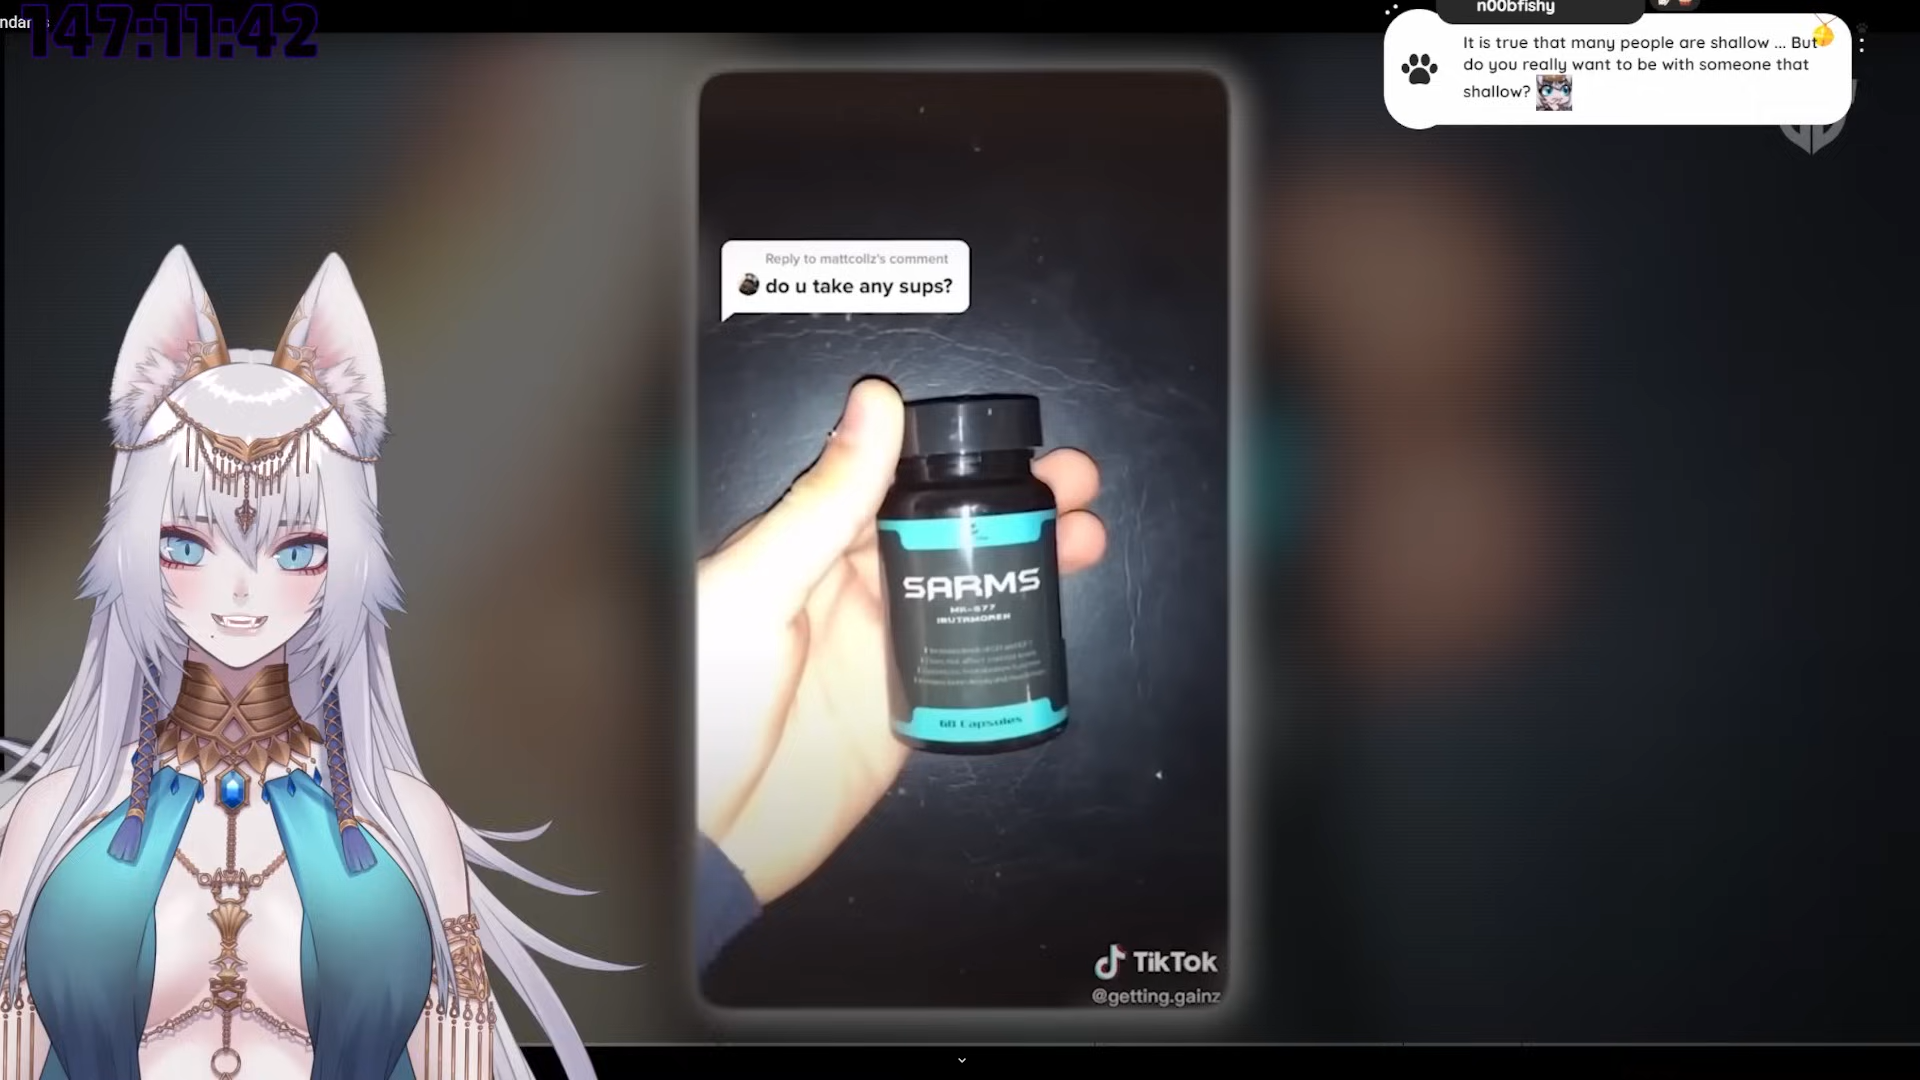 ndar
147:11:42
n00bfishy
It is true that many people are shallow ... But
do you really want to be with someone that
shallow?
Reply to mattcollz's comment
do u take any sups?
SARMS
MK-677
IBUTAMOREN
60 Capsules
TikTok
@getting.gainz